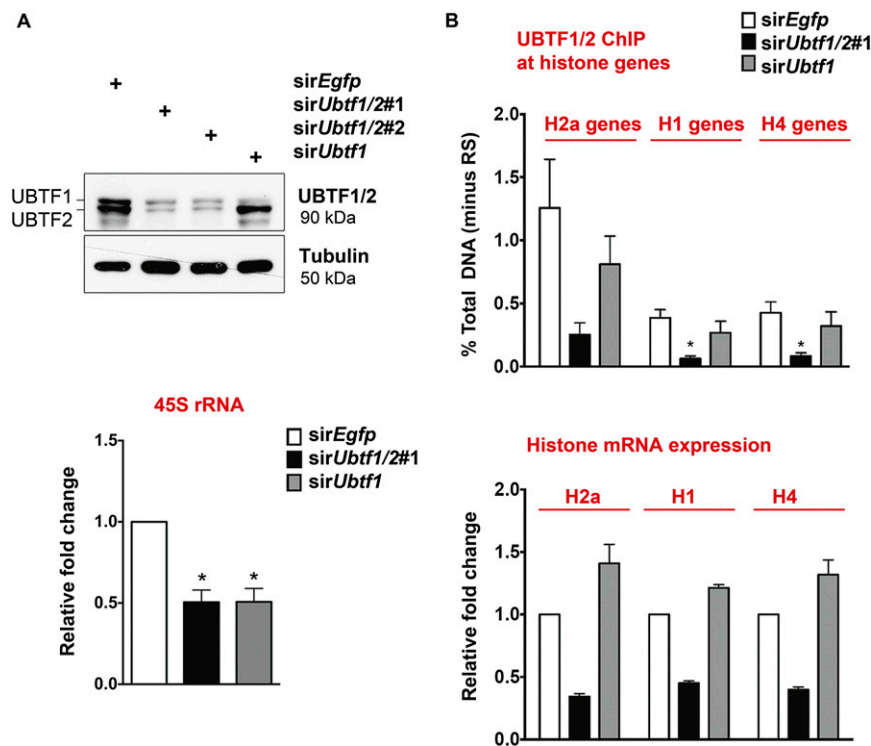 A
+
sirEgfp
+
sirUbtf1/2#1
+
sirUbtf1/2#2
+
sirUbtf1
UBTF1
UBTF2
UBTF1/2
90 kDa
Tubulin
50 kDa
45S rRNA
sirEgfp
sirUbtf1/2#1
sirUbtf1
Relative fold change
1.5
1.0
0.5
0.0
* *
B
UBTF1/2 ChIP
at histone genes
sirEgfp
sirUbtf1/2#1
sirUbtf1
% Total DNA (minus RS)
2.0
1.5
1.0
0.5
0.0
H2a genes H1 genes H4 genes
* *
Histone mRNA expression
Relative fold change
2.0
1.5
1.0
0.5
0.0
H2a H1 H4